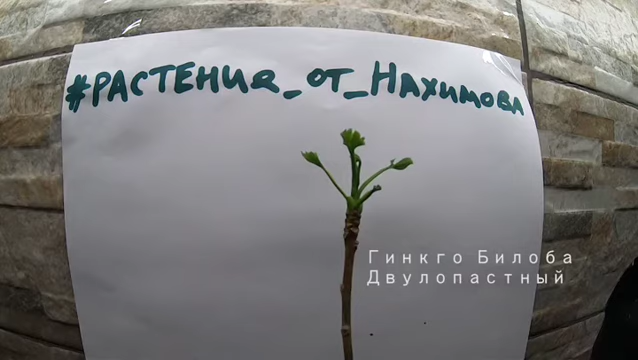 #РАСТЕНИЯ_ОТ_НАХИМОВА
Гинкго Билоба
Двулопастный